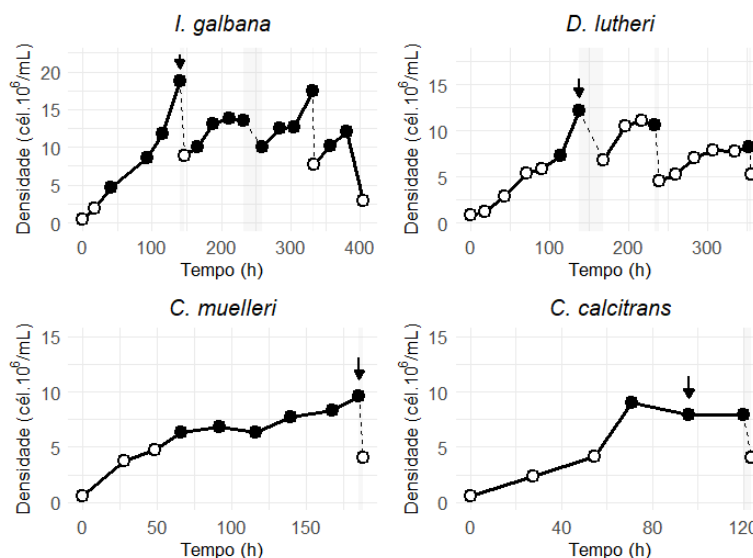 I. galbana
Densidade (cél.10⁶/mL)
20
15
10
5
0
0 100 200 300 400
Tempo (h)
D. lutheri
Densidade (cél.10⁶/mL)
15
10
5
0
0 100 200 300
Tempo (h)
C. muelleri
Densidade (cél.10⁶/mL)
15
10
5
0
0 50 100 150
Tempo (h)
C. calcitrans
Densidade (cél.10⁶/mL)
15
10
5
0
0 40 80 120
Tempo (h)